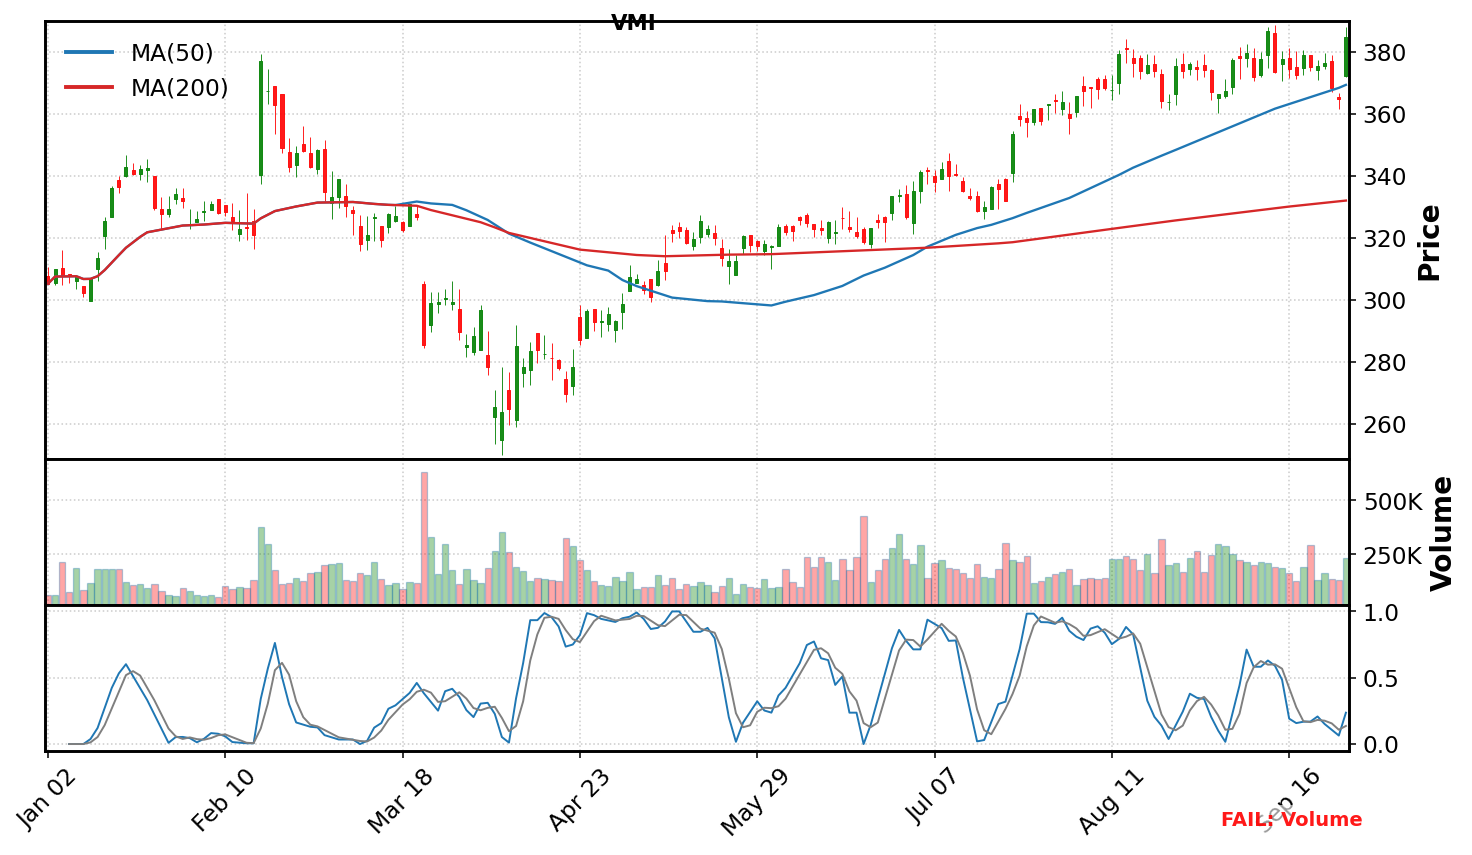 VMI
MA(50)
MA(200)
380
360
340
320
300
280
260
Price
500K
250K
Volume
1.0
0.5
0.0
Jan 02
Feb 10
Mar 18
Apr 23
May 29
Jul 07
Aug 11
Sep 16
FAIL: Volume